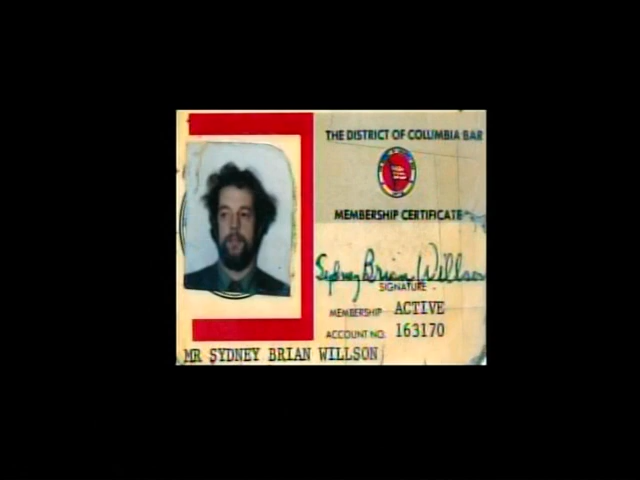 THE DISTRICT OF COLUMBIA BAR
MEMBERSHIP CERTIFICATE
Sydney Brian Willson
SIGNATURE
MEMBERSHIP ACTIVE
ACCOUNT NO. 163170
MR SYDNEY BRIAN WILLSON